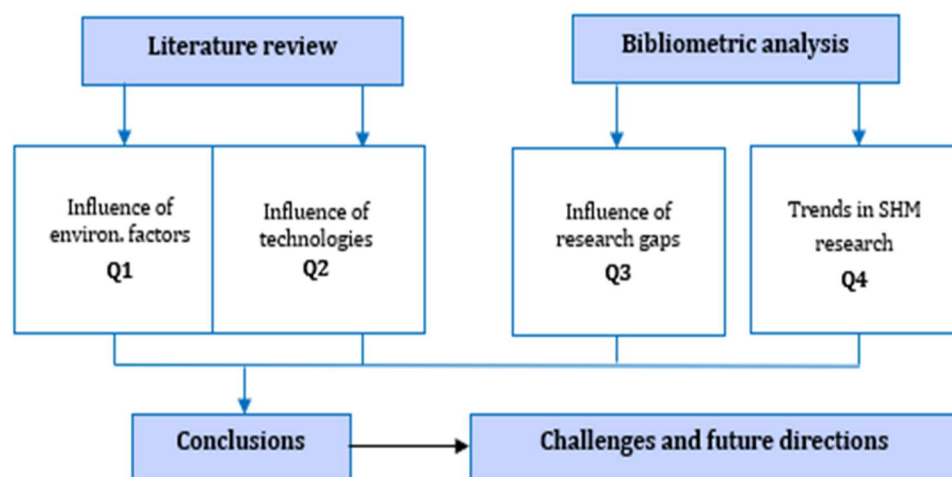 Literature review
Bibliometric analysis
Influence of
environ. factors
Q1
Influence of
technologies
Q2
Influence of
research gaps
Q3
Trends in SHM
research
Q4
Conclusions
Challenges and future directions